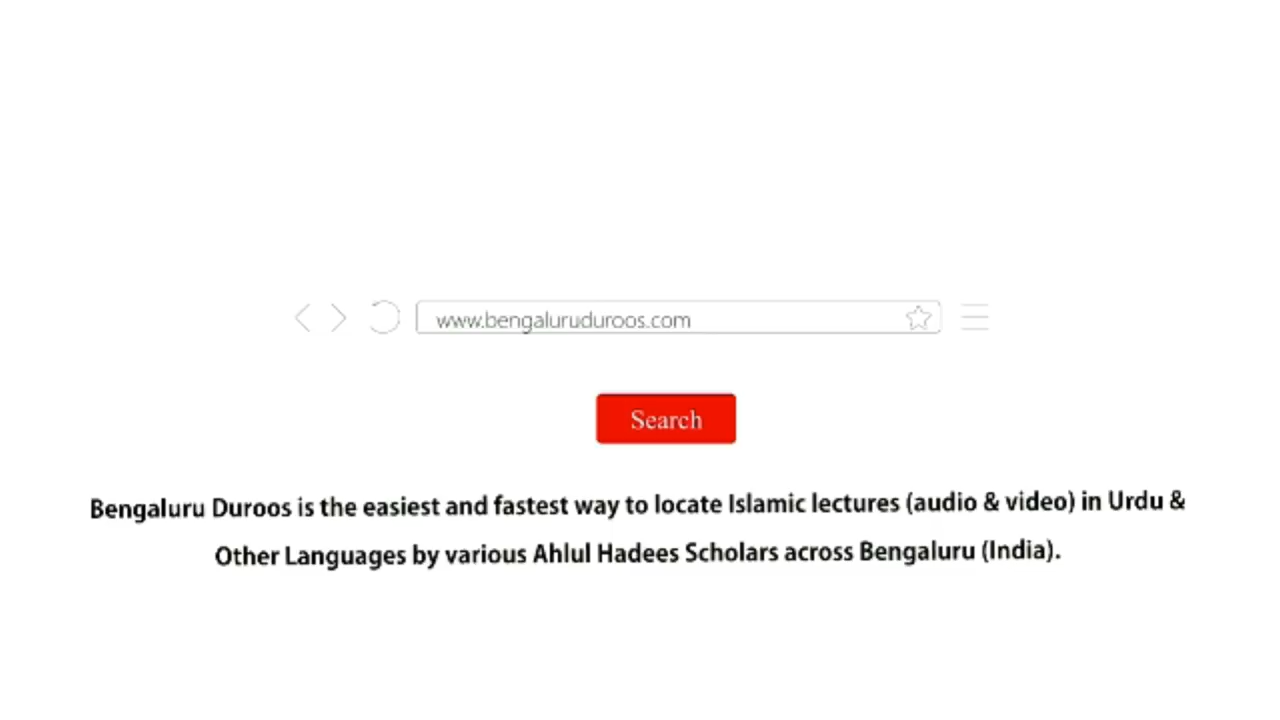 www.bengaluruduroos.com
Search
Bengaluru Duroos is the easiest and fastest way to locate Islamic lectures (audio & video) in Urdu &
Other Languages by various Ahlul Hadees Scholars across Bengaluru (India).